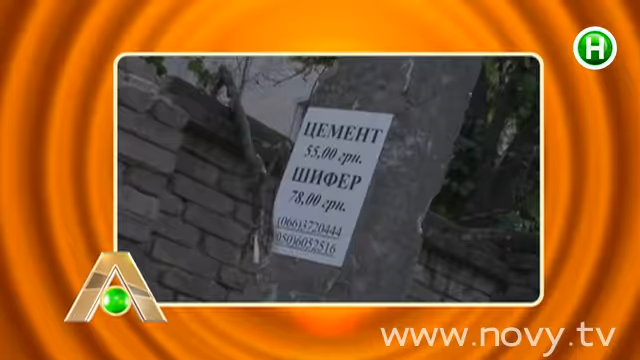 Н
ЦЕМЕНТ
55,00 грн.
ШИФЕР
78,00 грн.
(066)3720444
(050)6052516
www.novy.tv